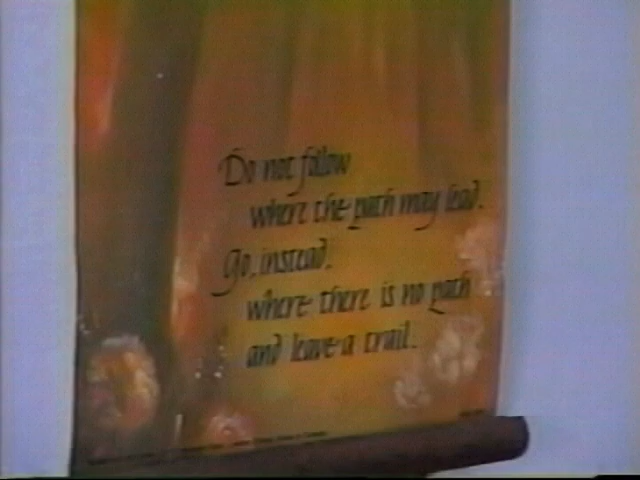 Do not follow
where the path may lead.
Go, instead,
where there is no path
and leave a trail.